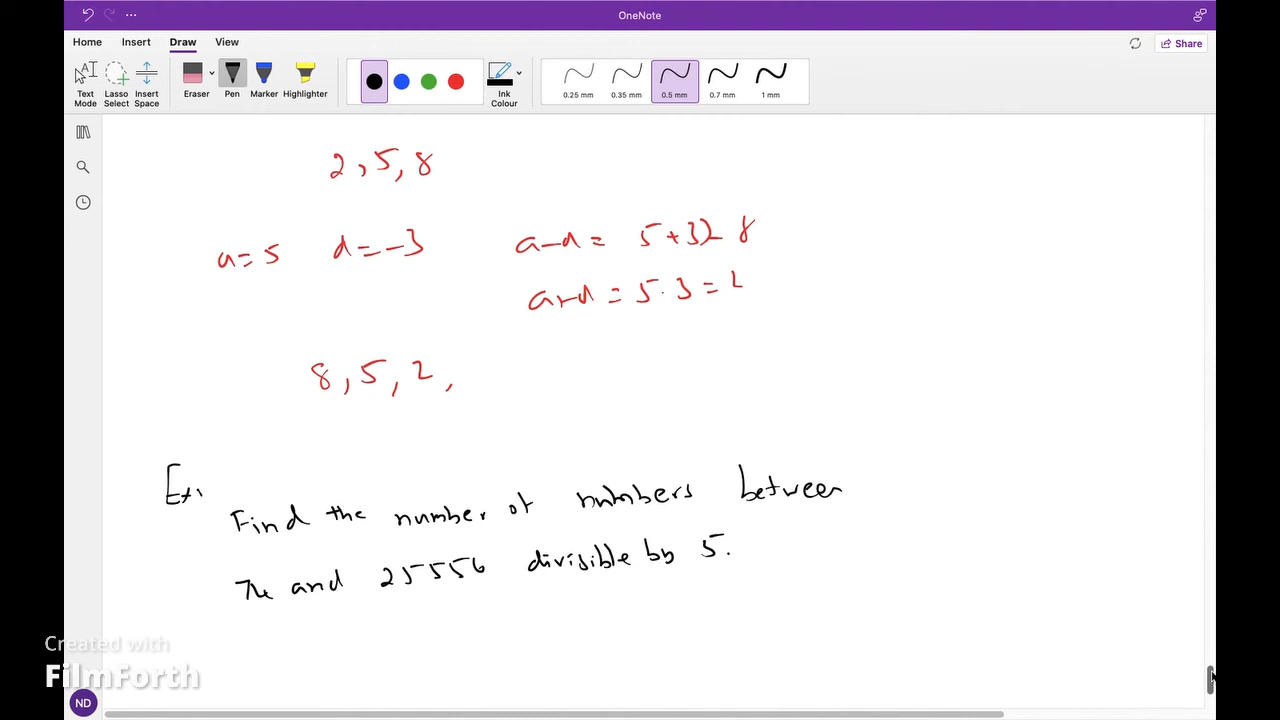 OneNote
Home Insert Draw View
Share
Text Mode
Lasso Select
Insert Space
Eraser
Pen
Marker
Highlighter
Ink Colour
0.25 mm
0.35 mm
0.5 mm
0.7 mm
1 mm
2, 5, 8
a = 5 d = -3 a-d = 5+3 = 8
a+d = 5-3 = 2
8, 5, 2,
Ex:
Find the number of numbers between
and 25556 divisible by 5.
Created with
FilmForth
ND